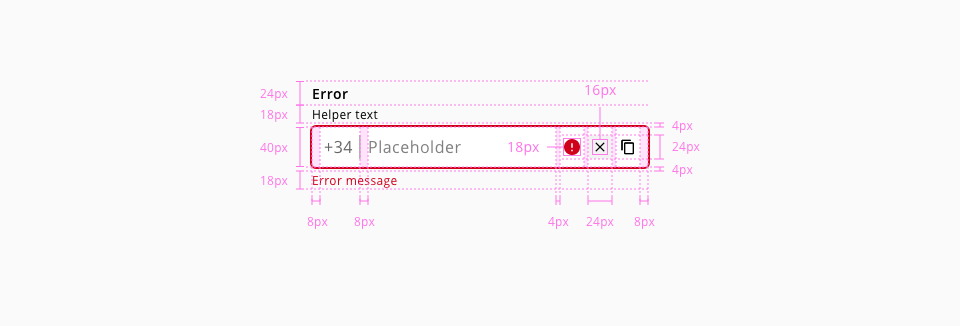 24px
Error
16px
18px
Helper text
4px
40px
+34
Placeholder
18px
24px
4px
18px
Error message
8px
8px
4px
24px
8px